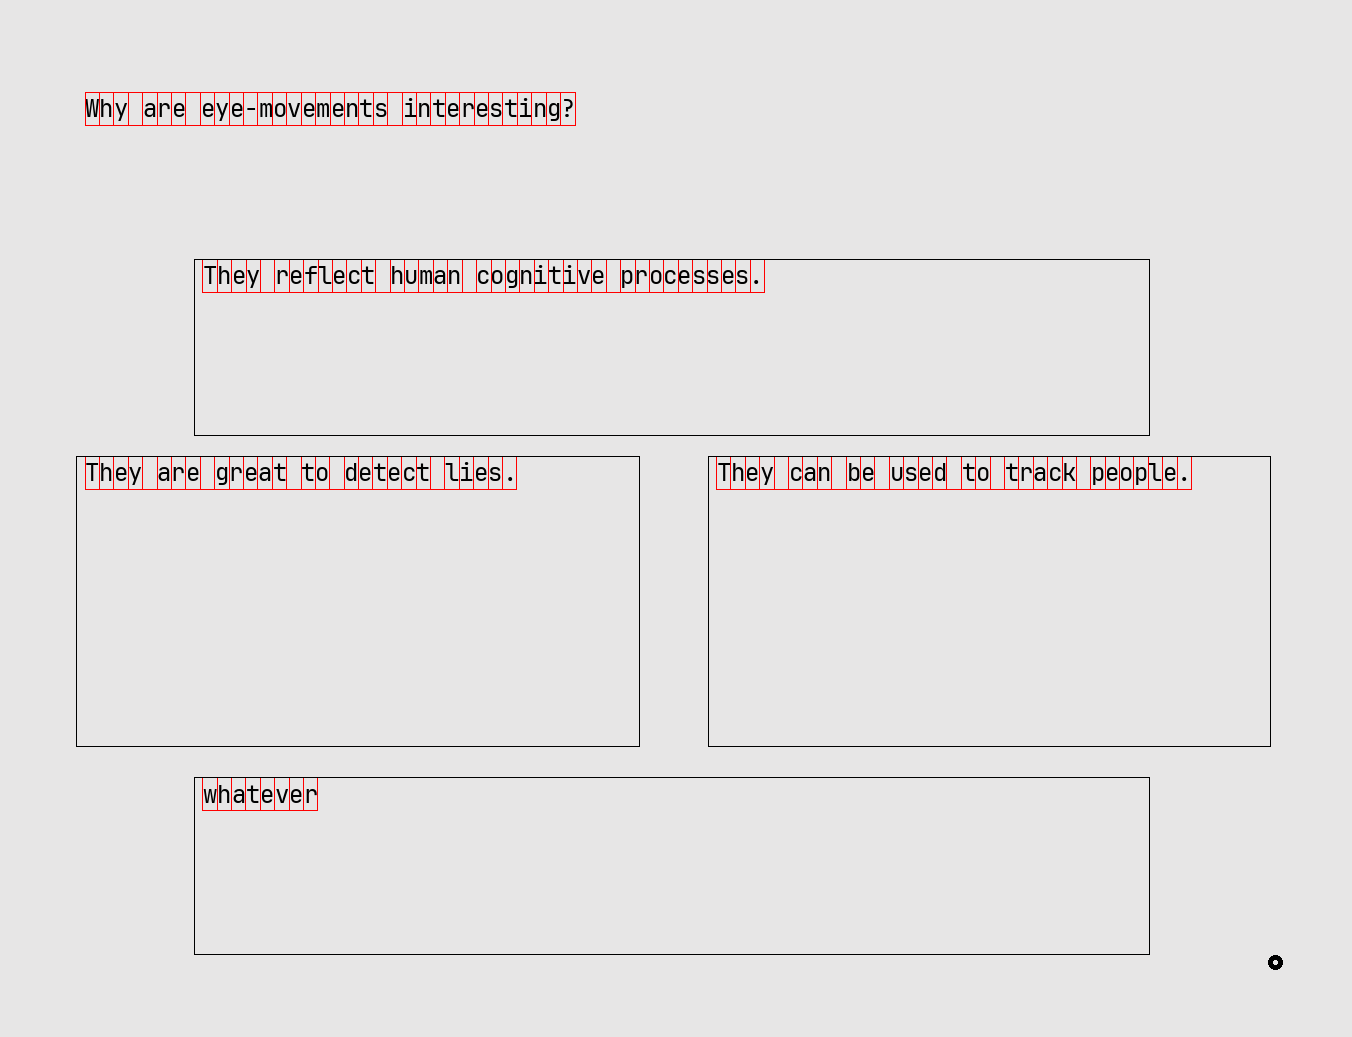 Why are eye-movements interesting?
They reflect human cognitive processes.
They are great to detect lies.
They can be used to track people.
whatever